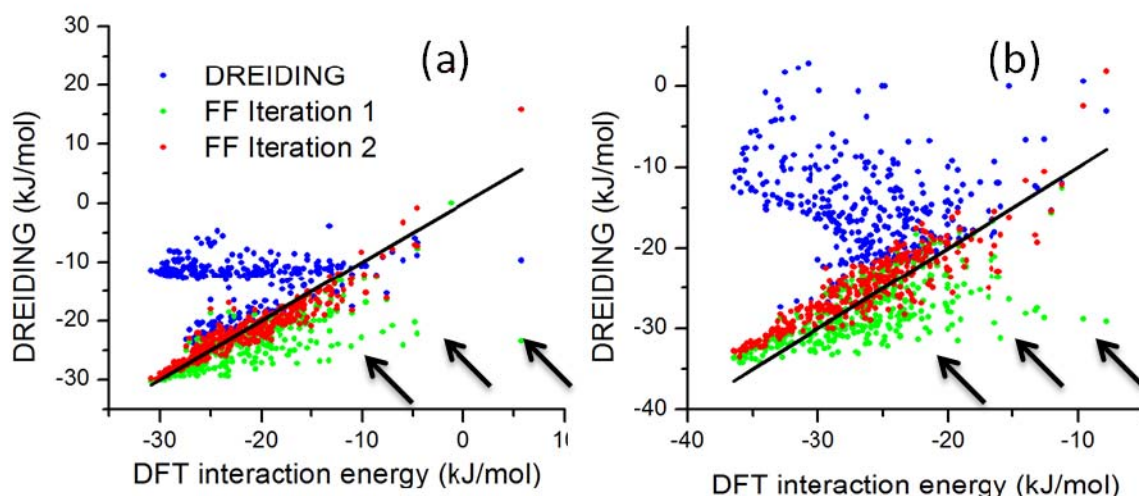 30
20
10
0
-10
-20
-30
DREIDING (kJ/mol)
(a)
DREIDING
FF Iteration 1
FF Iteration 2
-30
-20
-10
0
10
DFT interaction energy (kJ/mol)
0
-10
-20
-30
-40
DREIDING (kJ/mol)
(b)
-40
-30
-20
-10
DFT interaction energy (kJ/mol)